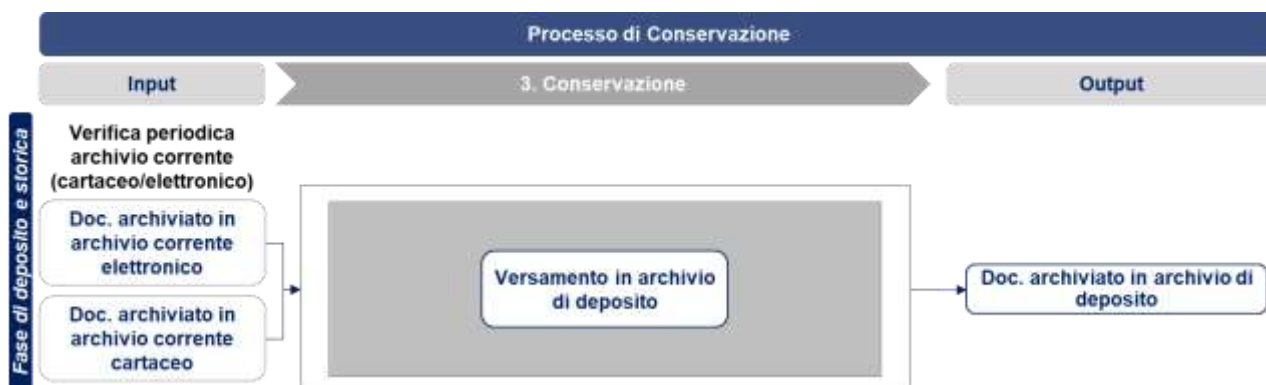 Processo di Conservazione
Input
3. Conservazione
Output
Fase di deposito e storica
Verifica periodica
archivio corrente
(cartaceo/elettronico)
Doc. archiviato in
archivio corrente
elettronico
Doc. archiviato in
archivio corrente
cartaceo
Versamento in archivio
di deposito
Doc. archiviato in archivio di
deposito